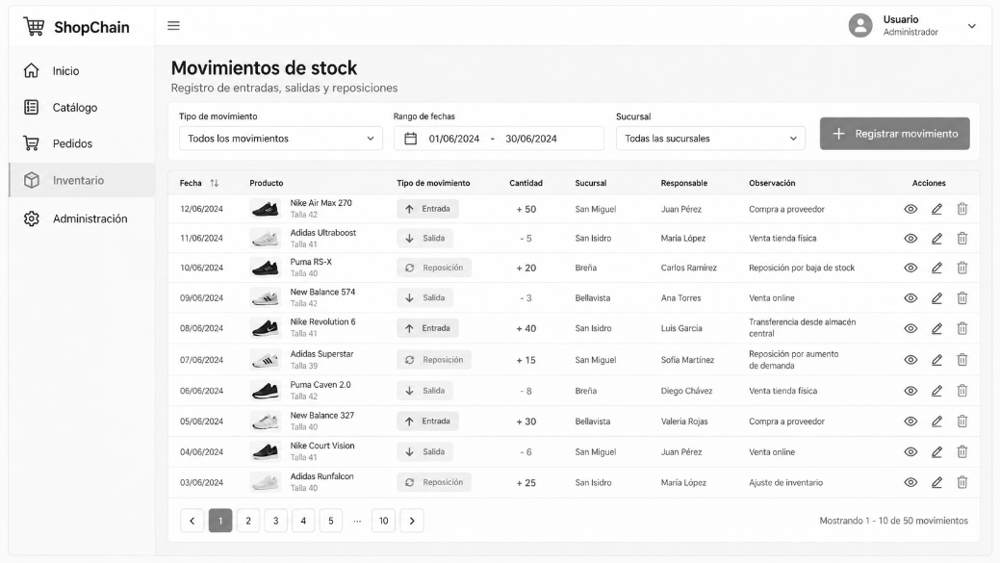 ShopChain
Usuario
Administrador
Inicio
Catálogo
Pedidos
Inventario
Administración
Movimientos de stock
Registro de entradas, salidas y reposiciones
Tipo de movimiento
Rango de fechas
Sucursal
Todos los movimientos
01/06/2024 - 30/06/2024
Todas las sucursales
+ Registrar movimiento
Fecha Producto Tipo de movimiento Cantidad Sucursal Responsable Observación Acciones
12/06/2024 Nike Air Max 270 Entrada + 50 San Miguel Juan Pérez Compra a proveedor
Talla 42
11/06/2024 Adidas Ultraboost Salida - 5 San Isidro María López Venta tienda física
Talla 41
10/06/2024 Puma RS-X Reposición + 20 Breña Carlos Ramírez Reposición por baja de stock
Talla 40
09/06/2024 New Balance 574 Salida - 3 Bellavista Ana Torres Venta online
Talla 42
08/06/2024 Nike Revolution 6 Entrada + 40 San Isidro Luis García Transferencia desde almacén
Talla 41 central
07/06/2024 Adidas Superstar Reposición + 15 San Miguel Sofía Martínez Reposición por aumento
Talla 39 de demanda
06/06/2024 Puma Caven 2.0 Salida - 8 Breña Diego Chávez Venta tienda física
Talla 42
05/06/2024 New Balance 327 Entrada + 30 Bellavista Valeria Rojas Compra a proveedor
Talla 40
04/06/2024 Nike Court Vision Salida - 6 San Miguel Juan Pérez Venta online
Talla 41
03/06/2024 Adidas Runfalcon Reposición + 25 San Isidro María López Ajuste de inventario
Talla 40
1 2 3 4 5 ... 10
Mostrando 1 - 10 de 50 movimientos